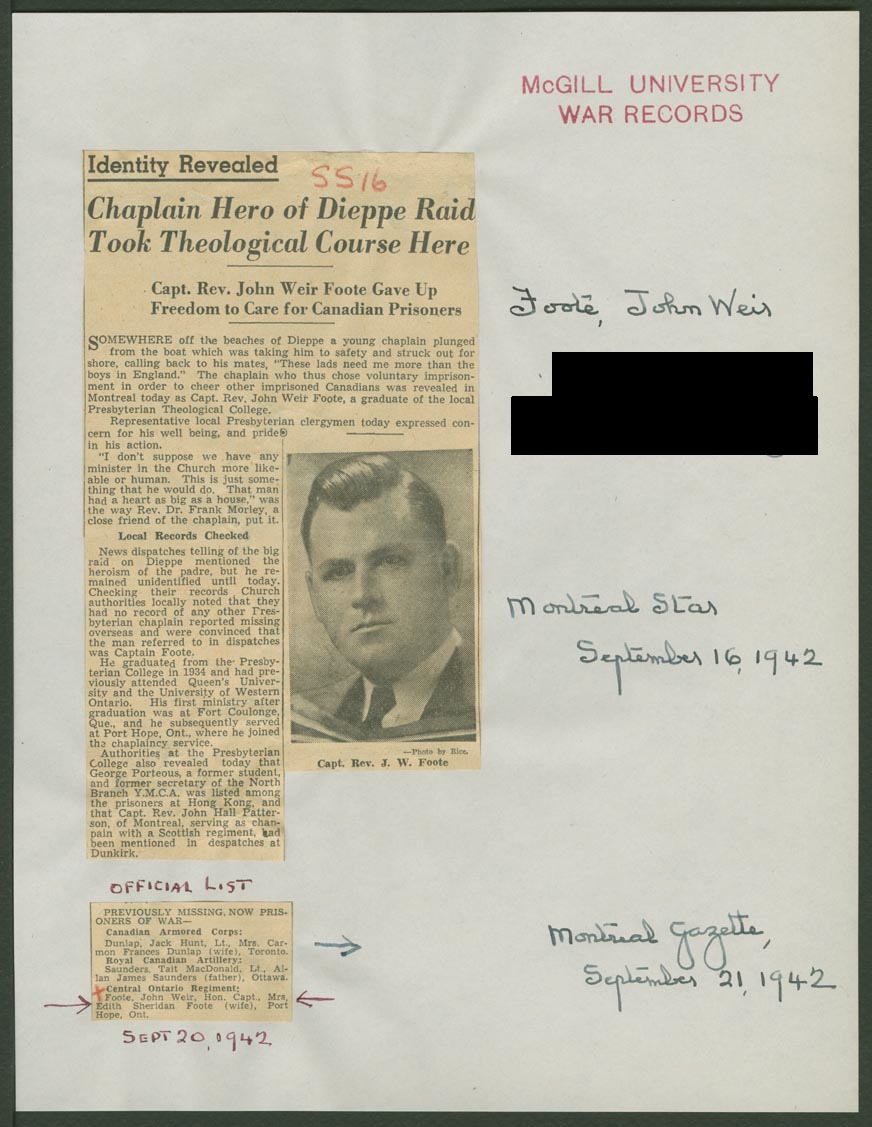 McGILL UNIVERSITY
WAR RECORDS
Identity Revealed
SS16
Chaplain Hero of Dieppe Raid
Took Theological Course Here
Capt. Rev. John Weir Foote Gave Up
Freedom to Care for Canadian Prisoners
SOMEWHERE off the beaches of Dieppe a young chaplain plunged
from the boat which was taking him to safety and struck out for
shore, calling back to his mates, "These lads need me more than the
boys in England." The chaplain who thus chose voluntary imprison-
ment in order to cheer other imprisoned Canadians was revealed in
Montreal today as Capt. Rev. John Weir Foote, a graduate of the local
Presbyterian Theological College.
Representative local Presbyterian clergymen today expressed con-
cern for his well being, and pride
in his action.
"I don't suppose we have any
minister in the Church more like-
able or human. This is just some-
thing that he would do. That man
had a heart as big as a house," was
the way Rev. Dr. Frank Morley, a
close friend of the chaplain, put it.
Local Records Checked
News dispatches telling of the big
raid on Dieppe mentioned the
heroism of the padre, but he re-
mained unidentified until today.
Checking their records Church
authorities locally noted that they
had no record of any other Pres-
byterian chaplain reported missing
overseas and were convinced that
the man referred to in dispatches
was Captain Foote.
He graduated from the Presby-
terian College in 1934 and had pre-
viously attended Queen's Univer-
sity and the University of Western
Ontario. His first ministry after
graduation was at Fort Coulonge,
Que., and he subsequently served
at Port Hope, Ont., where he joined
the chaplaincy service.
Authorities at the Presbyterian
College also revealed today that
George Porteous, a former student,
and former secretary of the North
Branch Y.M.C.A. was listed among
the prisoners at Hong Kong, and
that Capt. Rev. John Hall Patter-
son, of Montreal, serving as chap-
pain with a Scottish regiment, had
been mentioned in despatches at
Dunkirk.
—Photo by Rice.
Capt. Rev. J. W. Foote
Foote, John Weir
Montreal Star
September 16, 1942
OFFICIAL LIST
PREVIOUSLY MISSING, NOW PRIS-
ONERS OF WAR—
Canadian Armored Corps:
Dunlap, Jack Hunt, Lt., Mrs. Car-
mon Frances Dunlap (wife), Toronto.
Royal Canadian Artillery:
Saunders, Tait MacDonald, Lt., Al-
lan James Saunders (father), Ottawa.
Central Ontario Regiment:
Foote, John Weir, Hon. Capt., Mrs.
Edith Sheridan Foote (wife), Port
Hope, Ont.
SEPT 20, 1942
Montreal Gazette,
September 21, 1942